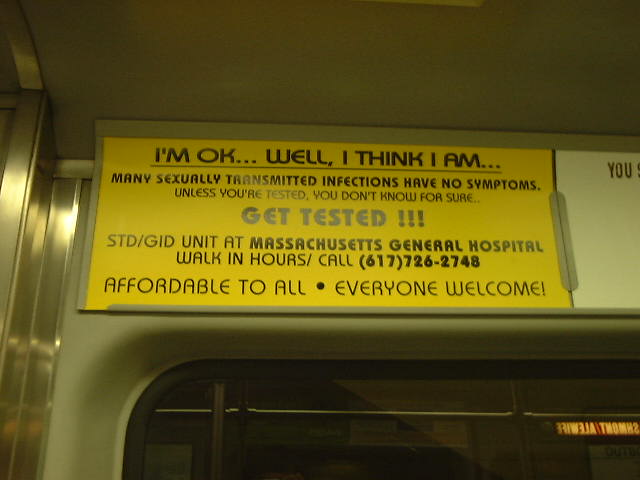 I'M OK... WELL, I THINK I AM...
MANY SEXUALLY TRANSMITTED INFECTIONS HAVE NO SYMPTOMS.
UNLESS YOU'RE TESTED, YOU DON'T KNOW FOR SURE..
GET TESTED !!!
STD/GID UNIT AT MASSACHUSETTS GENERAL HOSPITAL
WALK IN HOURS/ CALL (617)726-2748
AFFORDABLE TO ALL • EVERYONE WELCOME!
YOU